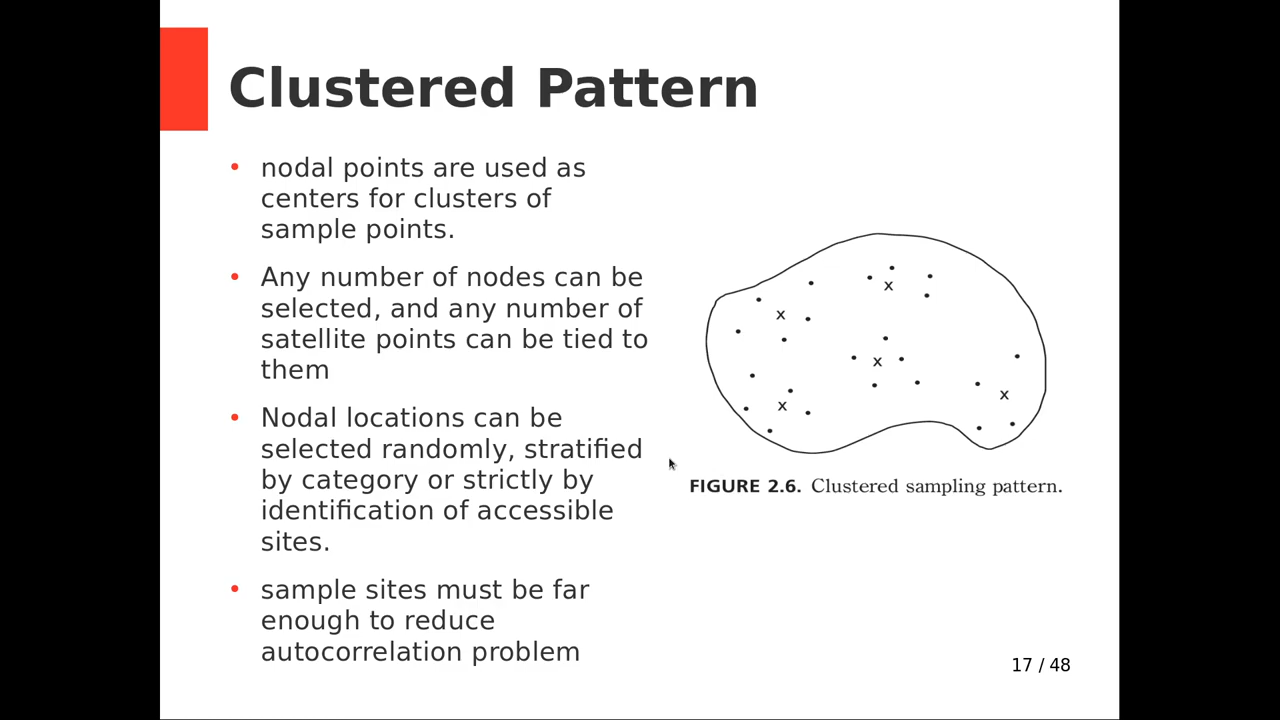 Clustered Pattern
• nodal points are used as
centers for clusters of
sample points.
• Any number of nodes can be
selected, and any number of
satellite points can be tied to
them
• Nodal locations can be
selected randomly, stratified
by category or strictly by
identification of accessible
sites.
• sample sites must be far
enough to reduce
autocorrelation problem
x
x
x
x
x
FIGURE 2.6. Clustered sampling pattern.
17 / 48